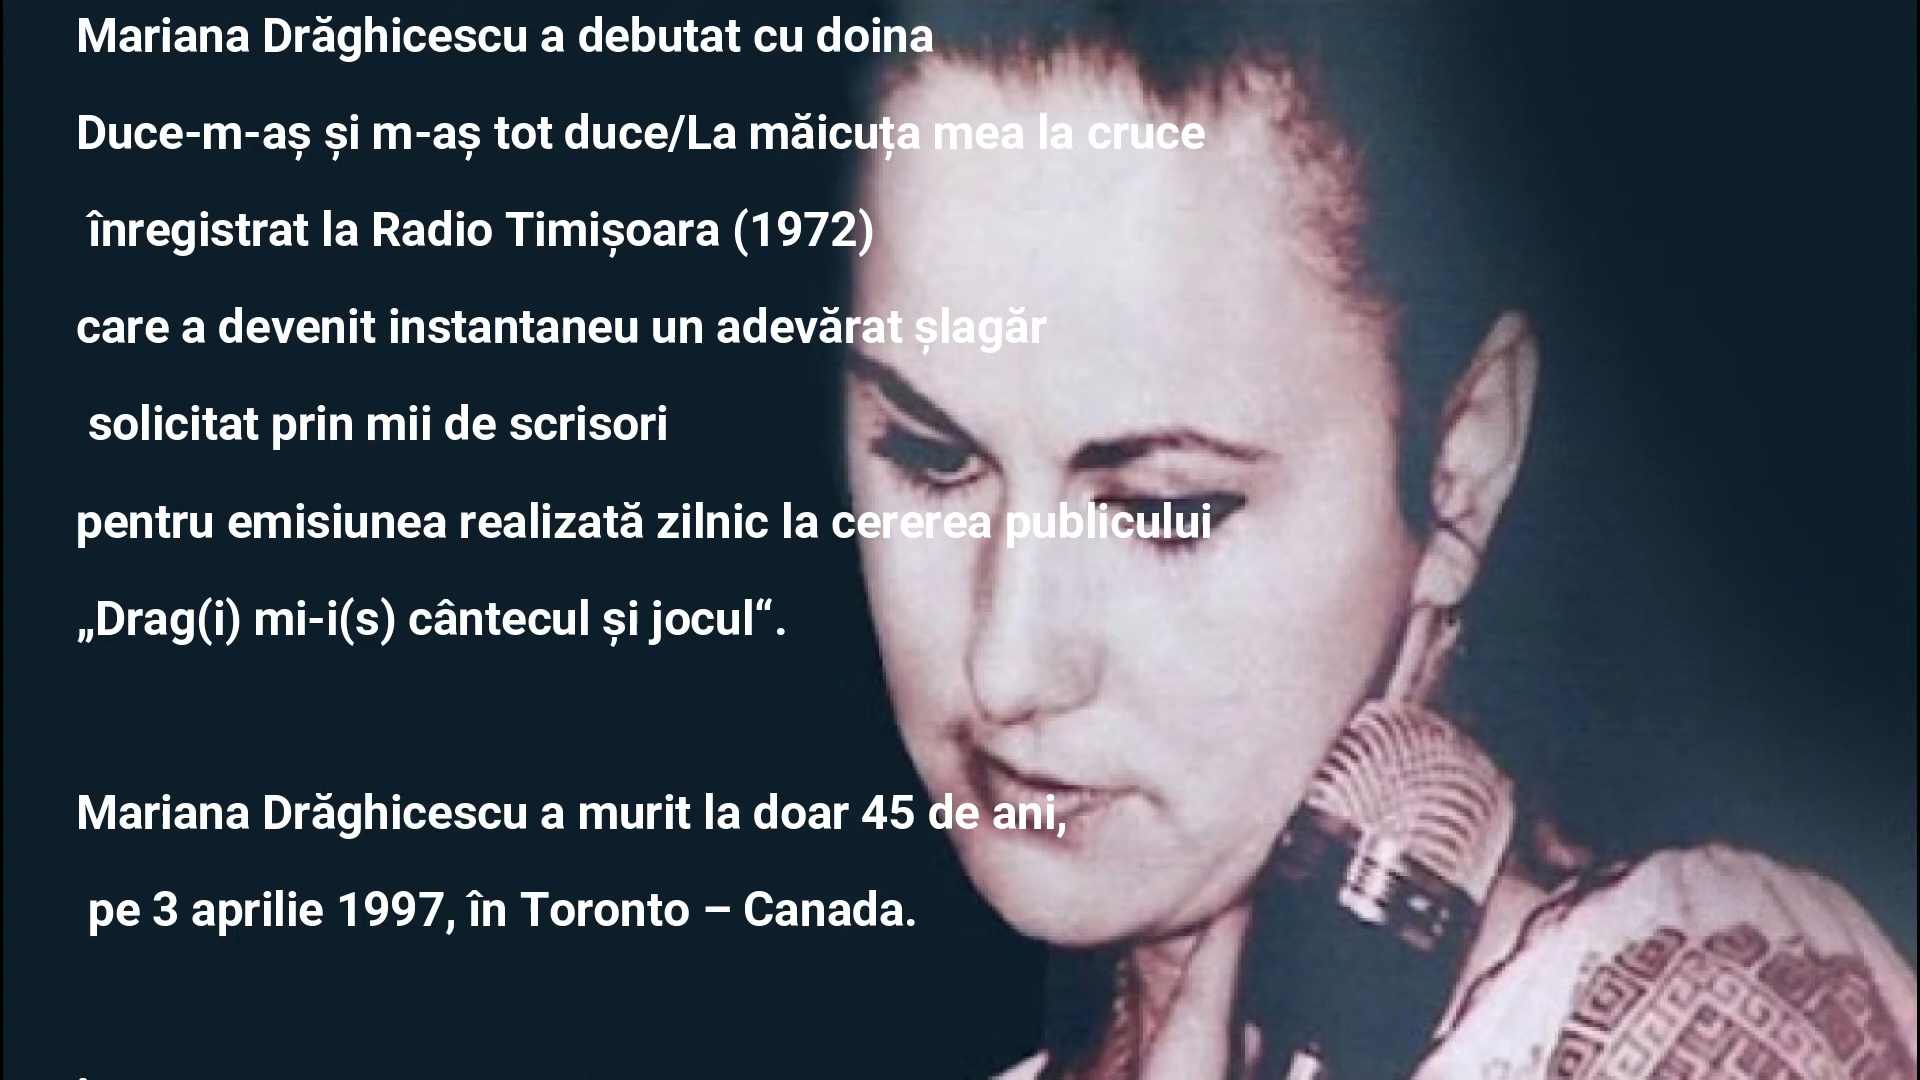 Mariana Drăghicescu a debutat cu doina
Duce-m-aș și m-aș tot duce/La măicuța mea la cruce
înregistrat la Radio Timișoara (1972)
care a devenit instantaneu un adevărat șlagăr
solicitat prin mii de scrisori
pentru emisiunea realizată zilnic la cererea publicului
„Drag(i) mi-i(s) cântecul și jocul“.
Mariana Drăghicescu a murit la doar 45 de ani,
pe 3 aprilie 1997, în Toronto – Canada.